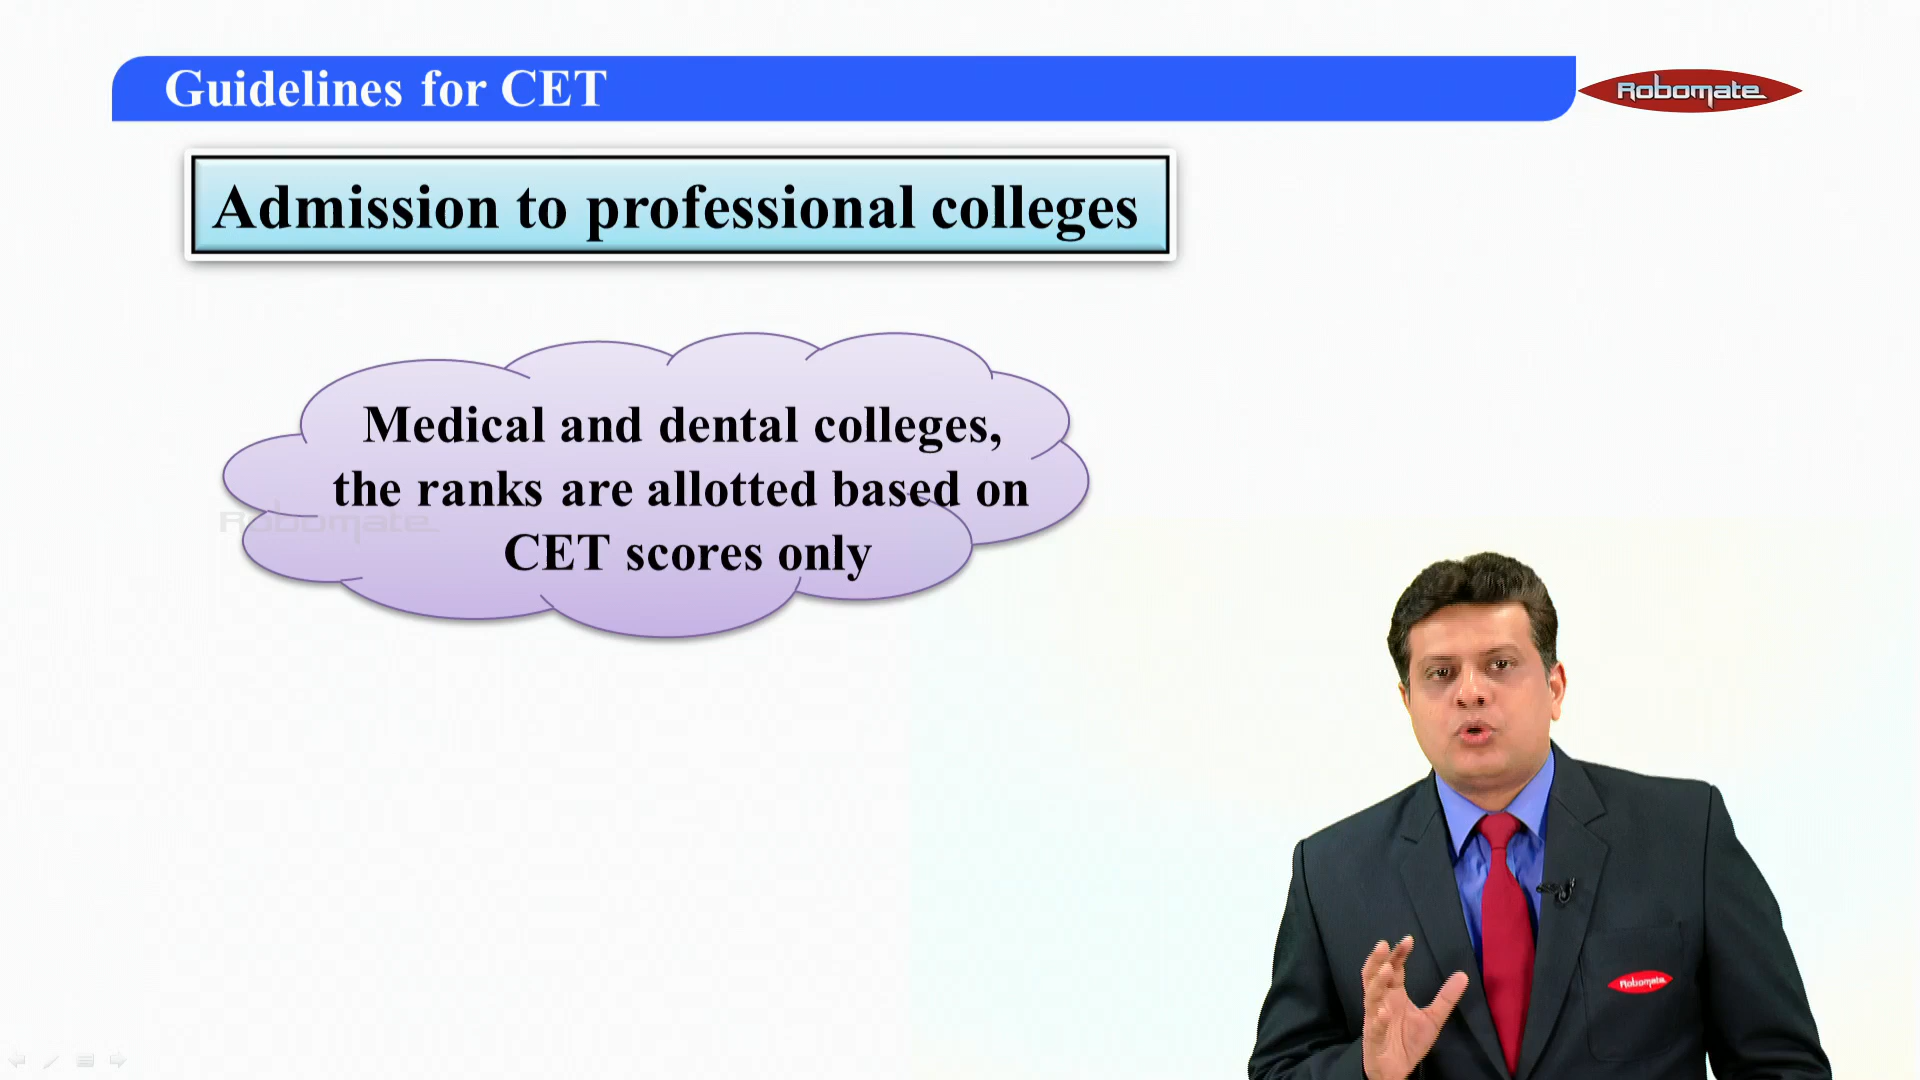 Guidelines for CET
Robomate
Admission to professional colleges
Medical and dental colleges,
the ranks are allotted based on
CET scores only
Robomate
Robomate